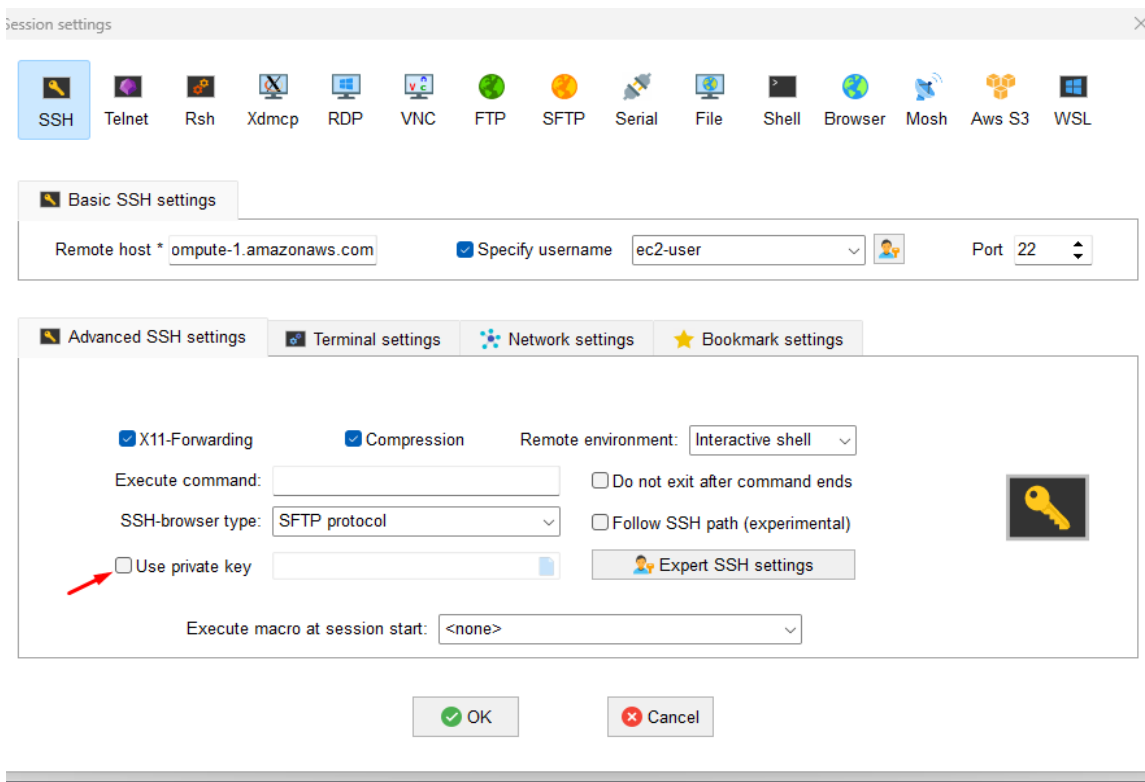 Session settings
SSH Telnet Rsh Xdmcp RDP VNC FTP SFTP Serial File Shell Browser Mosh Aws S3 WSL
Basic SSH settings
Remote host * ompute-1.amazonaws.com Specify username ec2-user Port 22
Advanced SSH settings Terminal settings Network settings Bookmark settings
X11-Forwarding Compression Remote environment: Interactive shell
Execute command: Do not exit after command ends
SSH-browser type: SFTP protocol Follow SSH path (experimental)
Use private key Expert SSH settings
Execute macro at session start: <none>
OK Cancel